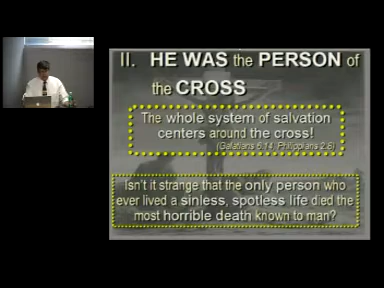 II. HE WAS the PERSON of
the CROSS
The whole system of salvation
centers around the cross!
(Galatians 6:14, Philippians 2:8)
Isn't it strange that the only person who
ever lived a sinless, spotless life died the
most horrible death known to man?